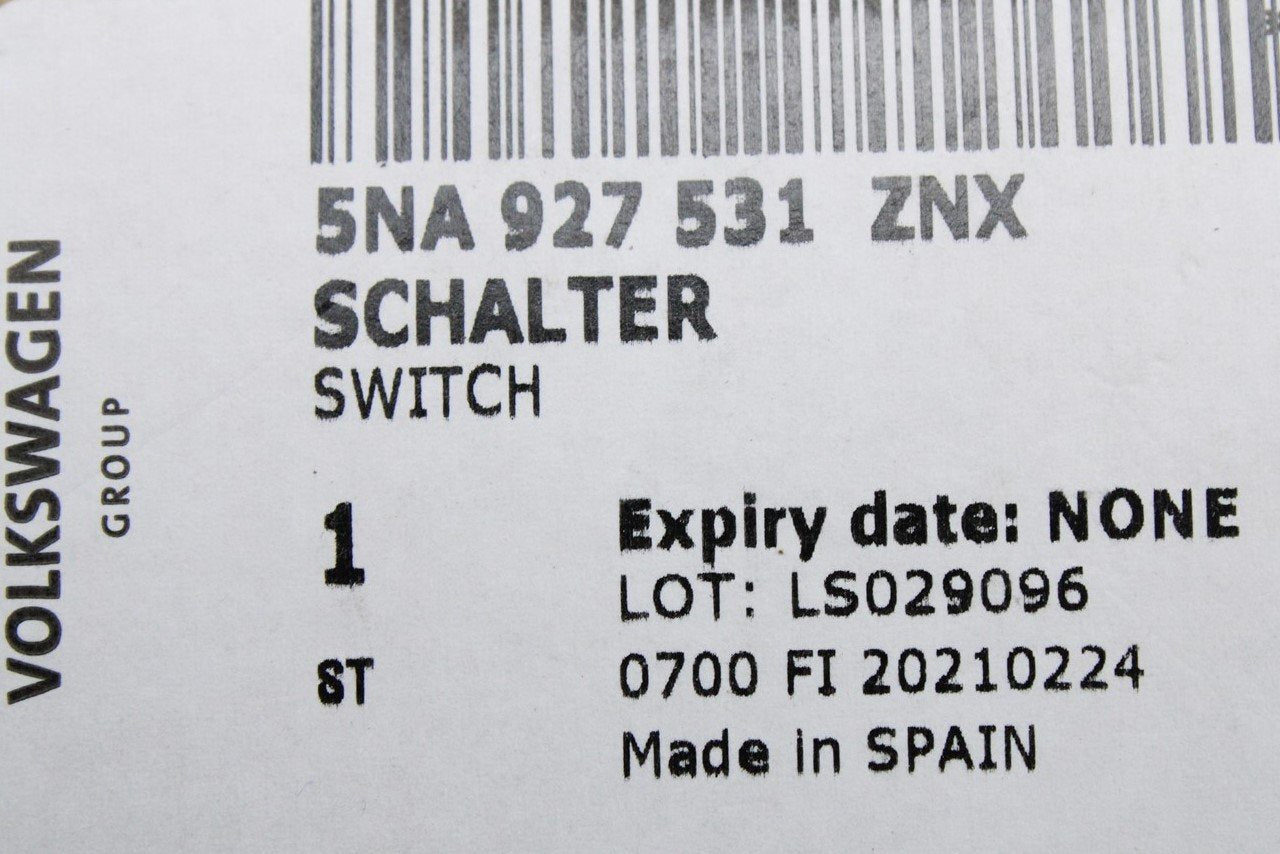 VOLKSWAGEN
GROUP
5NA 927 531 ZNX
SCHALTER
SWITCH
1
ST
Expiry date: NONE
LOT: LS029096
0700 FI 20210224
Made in SPAIN